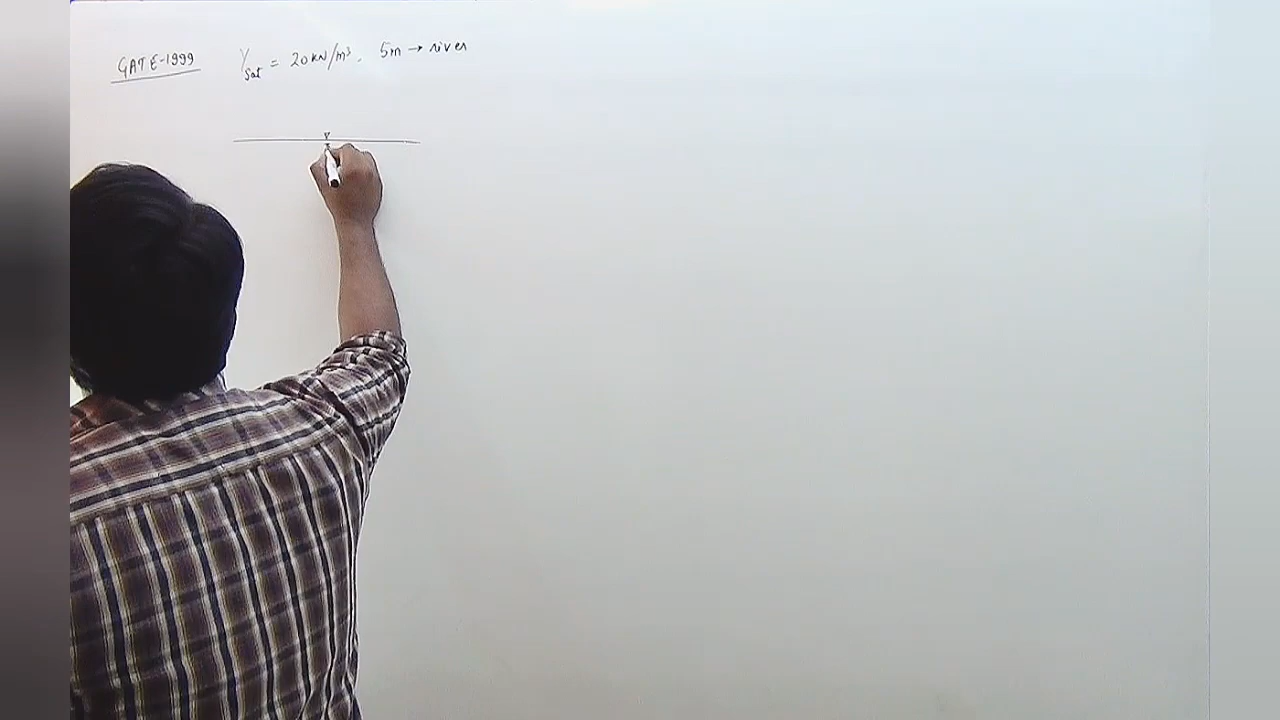 GATE-1999 γsat = 20 kN/m³, 5m → river